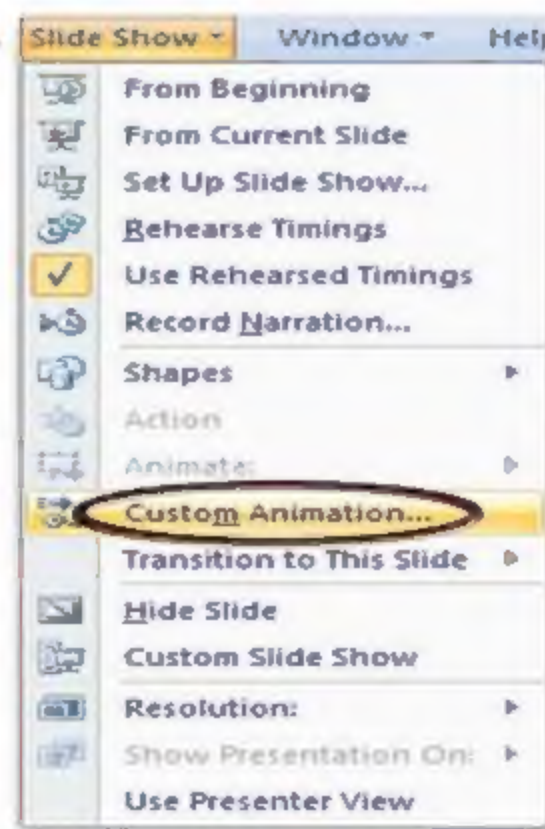 Slide Show Window Help
From Beginning
From Current Slide
Set Up Slide Show...
Rehearse Timings
Use Rehearsed Timings
Record Narration...
Shapes
Action
Animate:
Custom Animation...
Transition to This Slide
Hide Slide
Custom Slide Show
Resolution:
Show Presentation On:
Use Presenter View